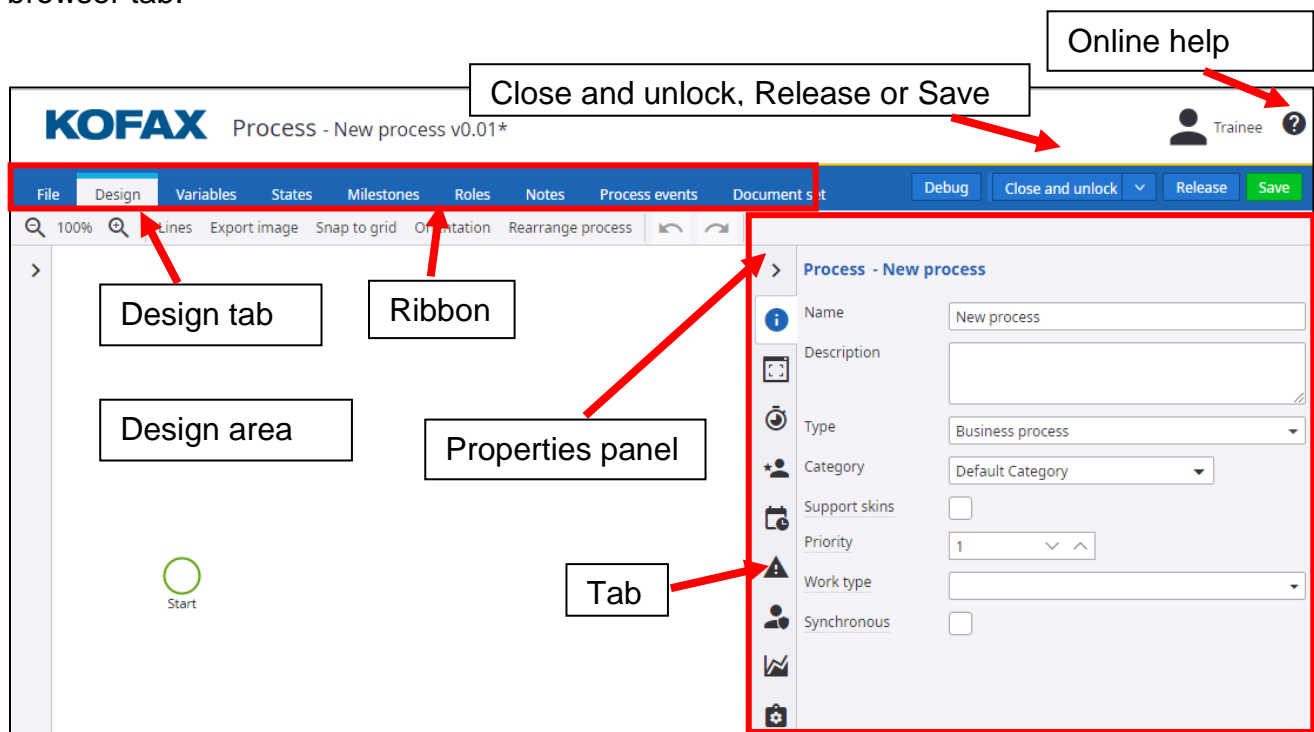 browser tab.
Online help
Close and unlock, Release or Save
KOFAX Process - New process v0.01*
Trainee
File Design Variables States Milestones Roles Notes Process events Document set Debug Close and unlock Release Save
100% Lines Export image Snap to grid Orientation Rearrange process
Process - New process
Design tab
Ribbon
Name New process
Description
Design area
Properties panel
Type Business process
Category Default Category
Support skins
Priority 1
Tab
Work type
Start
Synchronous